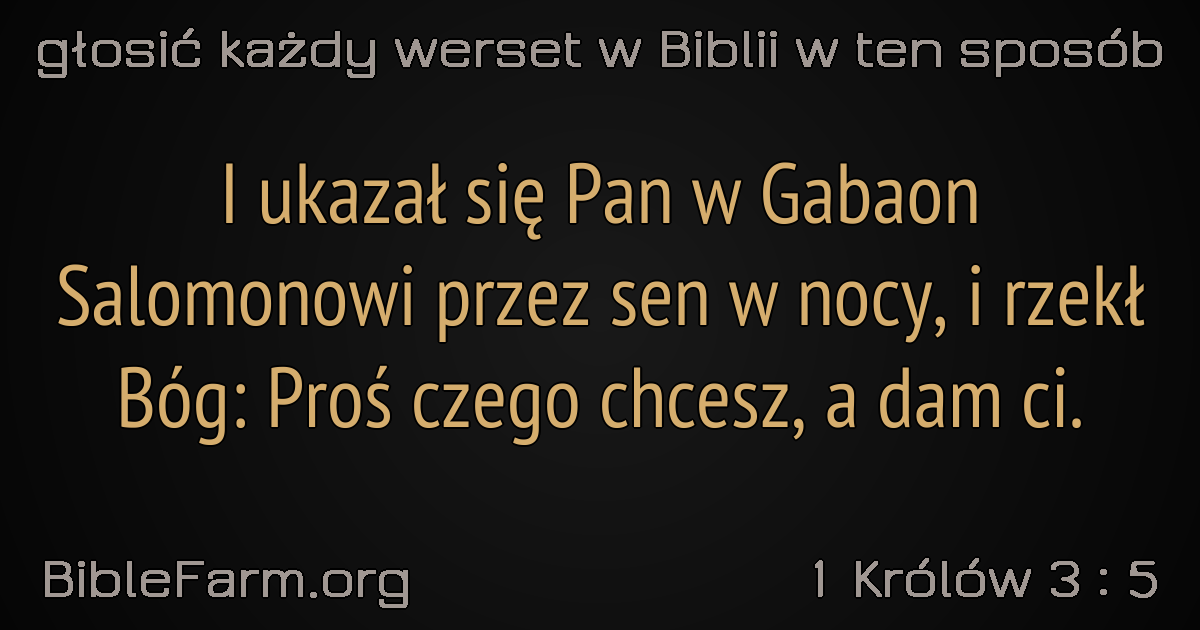 głosić każdy werset w Biblii w ten sposób
I ukazał się Pan w Gabaon
Salomonowi przez sen w nocy, i rzekł
Bóg: Proś czego chcesz, a dam ci.
BibleFarm.org
1 Królów 3 : 5